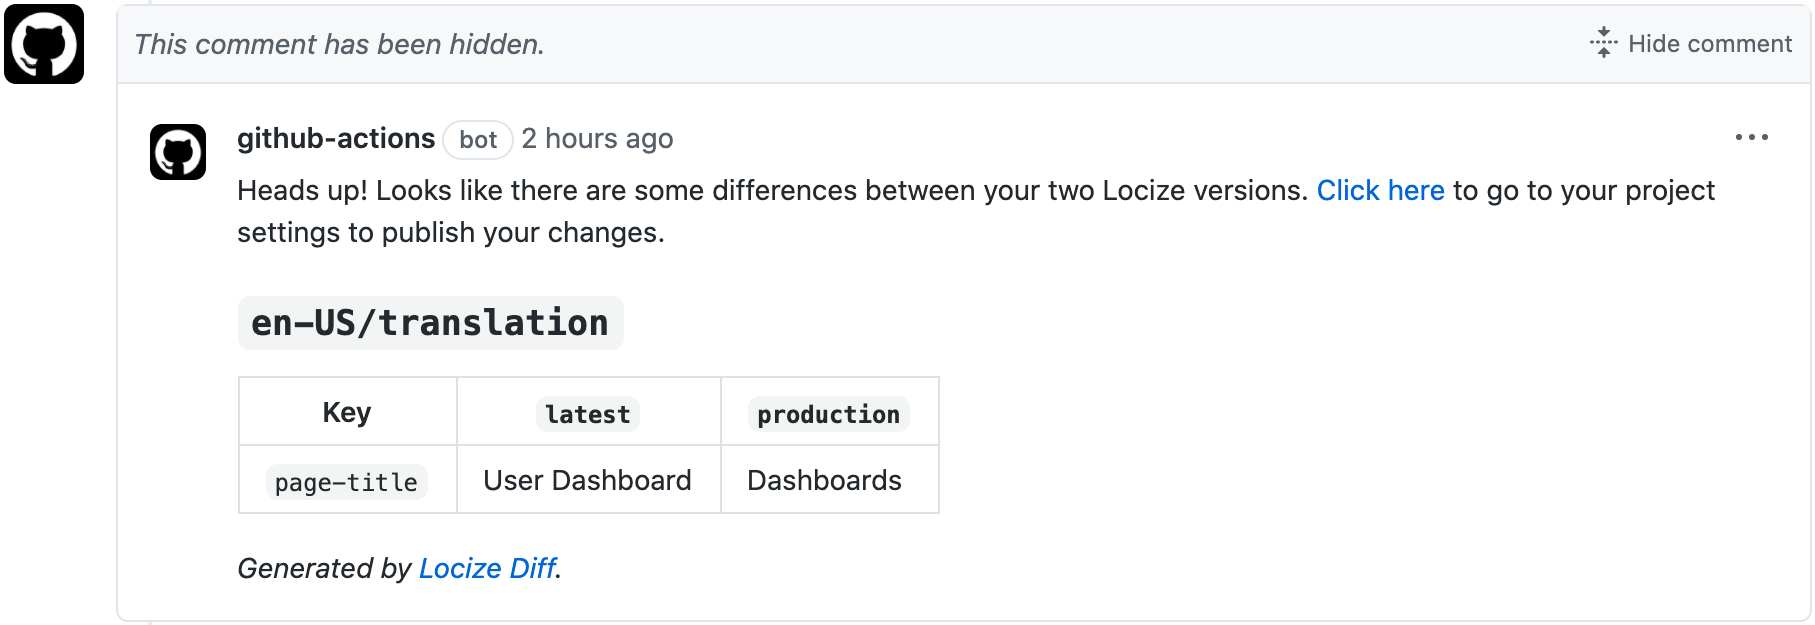 This comment has been hidden.
Hide comment
github-actions bot 2 hours ago
Heads up! Looks like there are some differences between your two Locize versions. Click here to go to your project
settings to publish your changes.
en-US/translation
Key latest production
page-title User Dashboard Dashboards
Generated by Locize Diff.